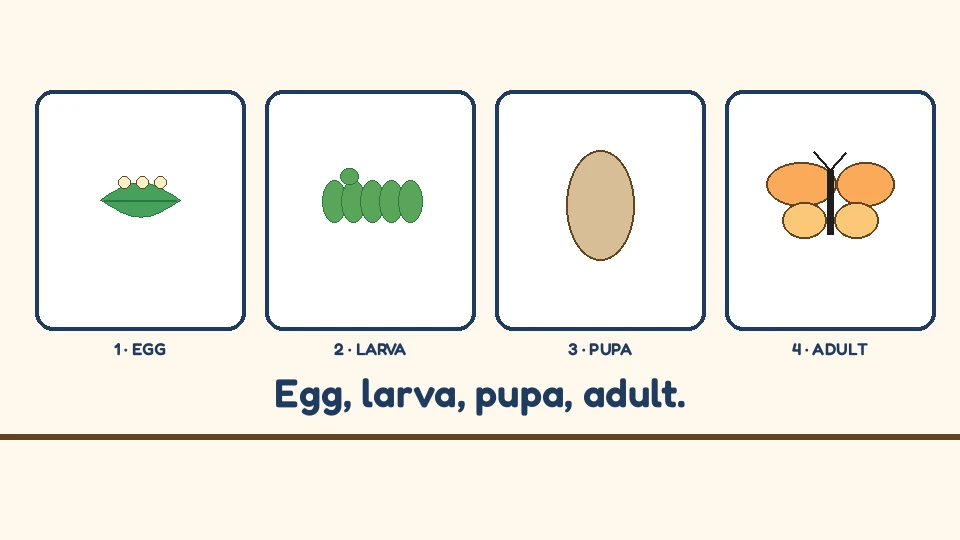 1 · EGG
2 · LARVA
3 · PUPA
4 · ADULT
Egg, larva, pupa, adult.